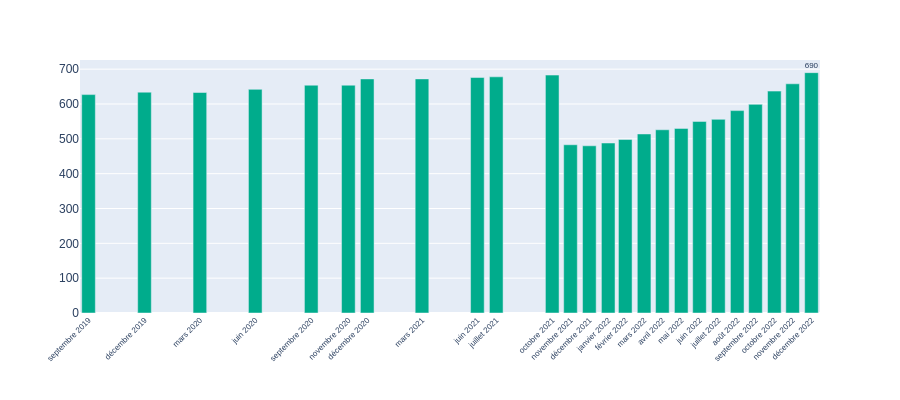 690
700
600
500
400
300
200
100
0
septembre 2019
décembre 2019
mars 2020
juin 2020
septembre 2020
novembre 2020
décembre 2020
mars 2021
juin 2021
juillet 2021
octobre 2021
novembre 2021
décembre 2021
janvier 2022
février 2022
mars 2022
avril 2022
mai 2022
juin 2022
juillet 2022
août 2022
septembre 2022
octobre 2022
novembre 2022
décembre 2022